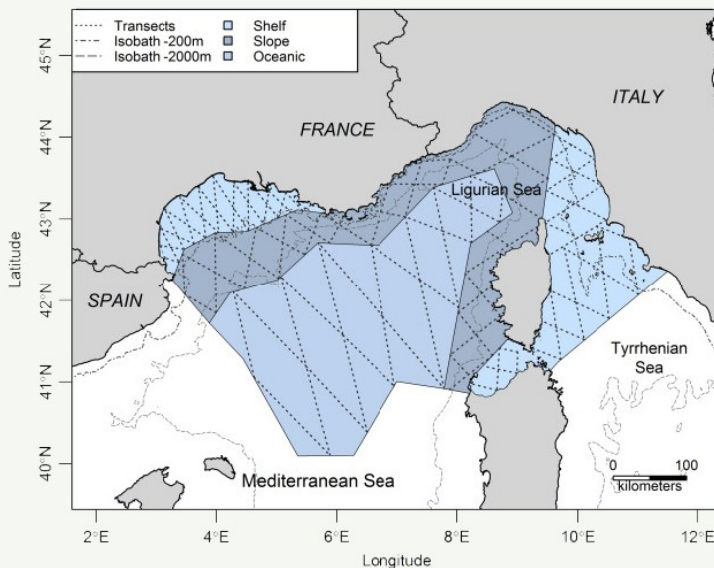 Transects Shelf
Isobath -200m Slope
Isobath -2000m Oceanic
ITALY
FRANCE
Ligurian Sea
SPAIN
Tyrrhenian
Sea
Mediterranean Sea
0 100
kilometers
45°N
44°N
43°N
42°N
41°N
40°N
Latitude
2°E 4°E 6°E 8°E 10°E 12°E
Longitude